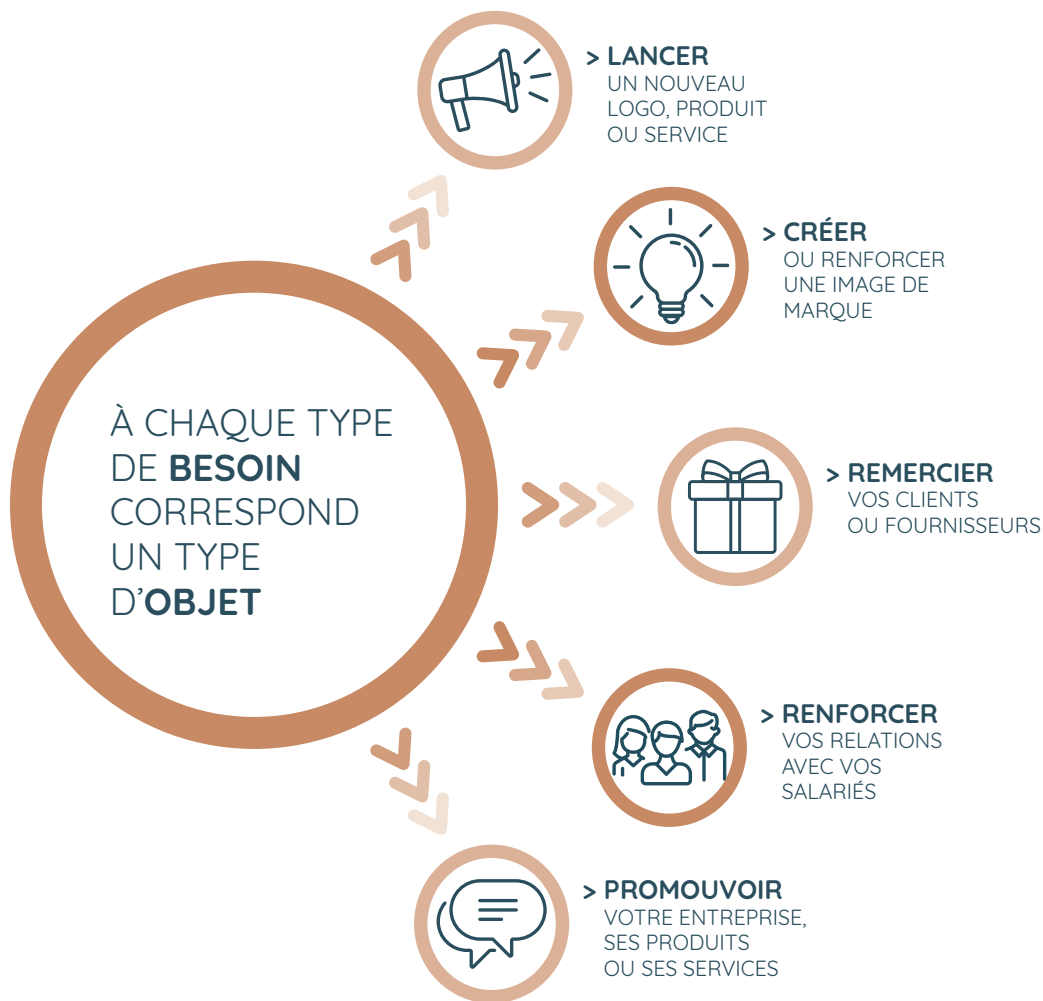 À CHAQUE TYPE
DE BESOIN
CORRESPOND
UN TYPE
D’OBJET
> LANCER
UN NOUVEAU
LOGO, PRODUIT
OU SERVICE
> CRÉER
OU RENFORCER
UNE IMAGE DE
MARQUE
> REMERCIER
VOS CLIENTS
OU FOURNISSEURS
> RENFORCER
VOS RELATIONS
AVEC VOS
SALARIÉS
> PROMOUVOIR
VOTRE ENTREPRISE,
SES PRODUITS
OU SES SERVICES